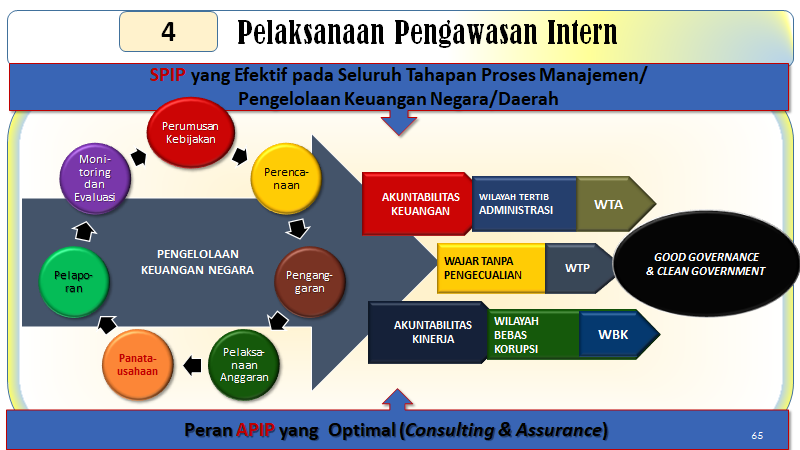 4
Pelaksanaan Pengawasan Intern
SPIP yang Efektif pada Seluruh Tahapan Proses Manajemen/
Pengelolaan Keuangan Negara/Daerah
Perumusan
Kebijakan
Moni-
toring
dan
Evaluasi
Perenca-
naan
PENGELOLAAN
KEUANGAN NEGARA
Pelapo-
ran
Pengang-
garan
Panata-
usahaan
Pelaksa-
naan
Anggaran
AKUNTABILITAS
KEUANGAN
WILAYAH TERTIB
ADMINISTRASI
WTA
WAJAR TANPA
PENGECUALIAN
WTP
GOOD GOVERNANCE
& CLEAN GOVERNMENT
AKUNTABILITAS
KINERJA
WILAYAH
BEBAS
KORUPSI
WBK
Peran APIP yang Optimal (Consulting & Assurance)
65